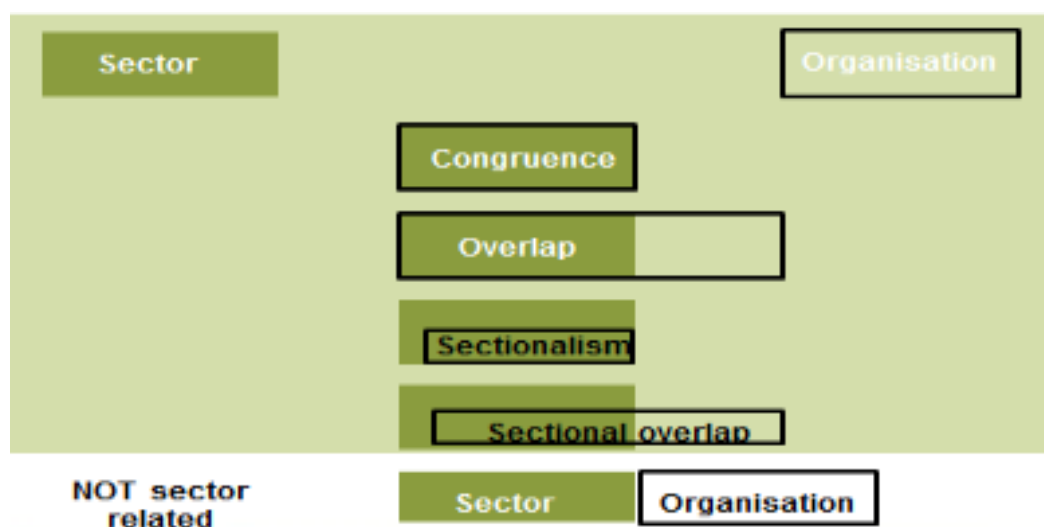 Sector
Organisation
Congruence
Overlap
Sectionalism
Sectional overlap
NOT sector
related
Sector
Organisation